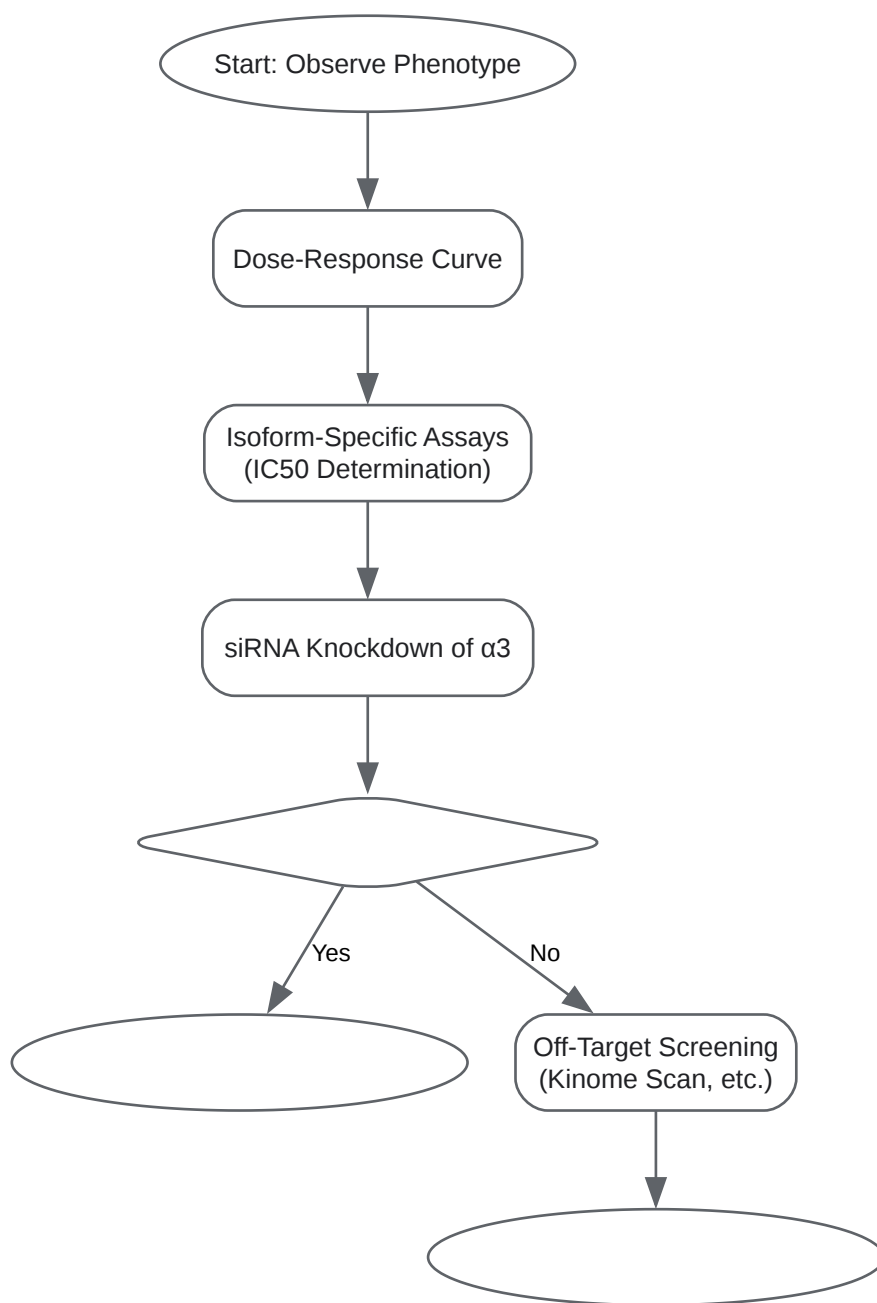 Start: Observe Phenotype
Dose-Response Curve
Isoform-Specific Assays
(IC50 Determination)
siRNA Knockdown of α3
Yes
No
Off-Target Screening
(Kinome Scan, etc.)